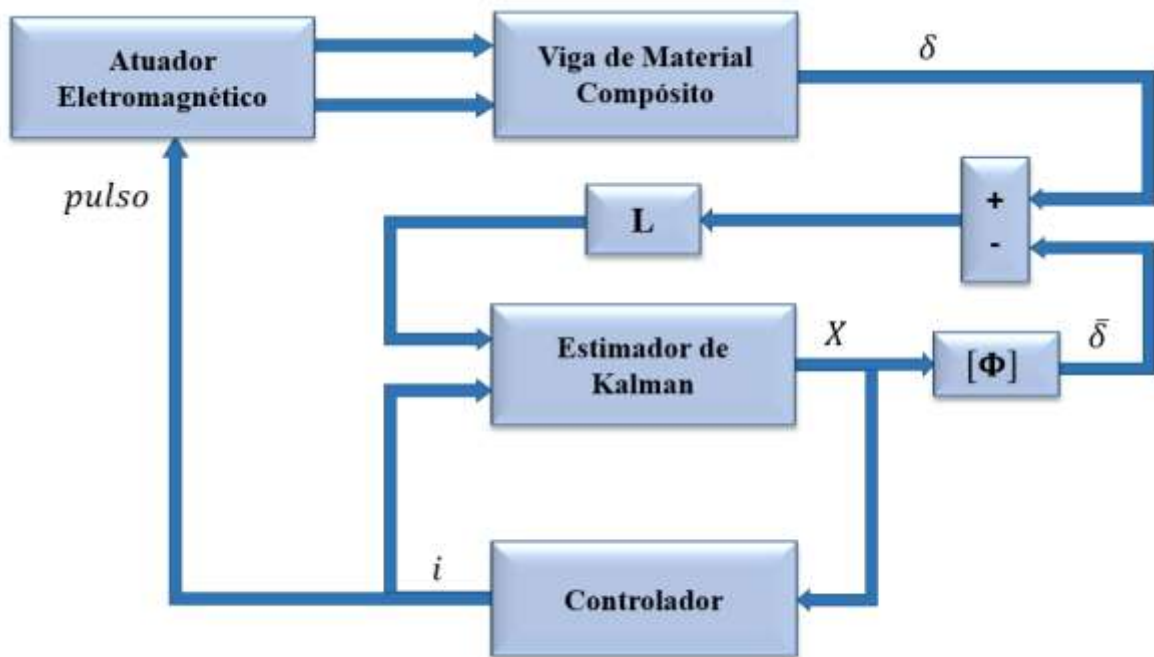 Atuador
Eletromagnético
Viga de Material
Compósito
δ
pulso
L
+
-
Estimador de
Kalman
X
[Φ]
δ̄
i
Controlador